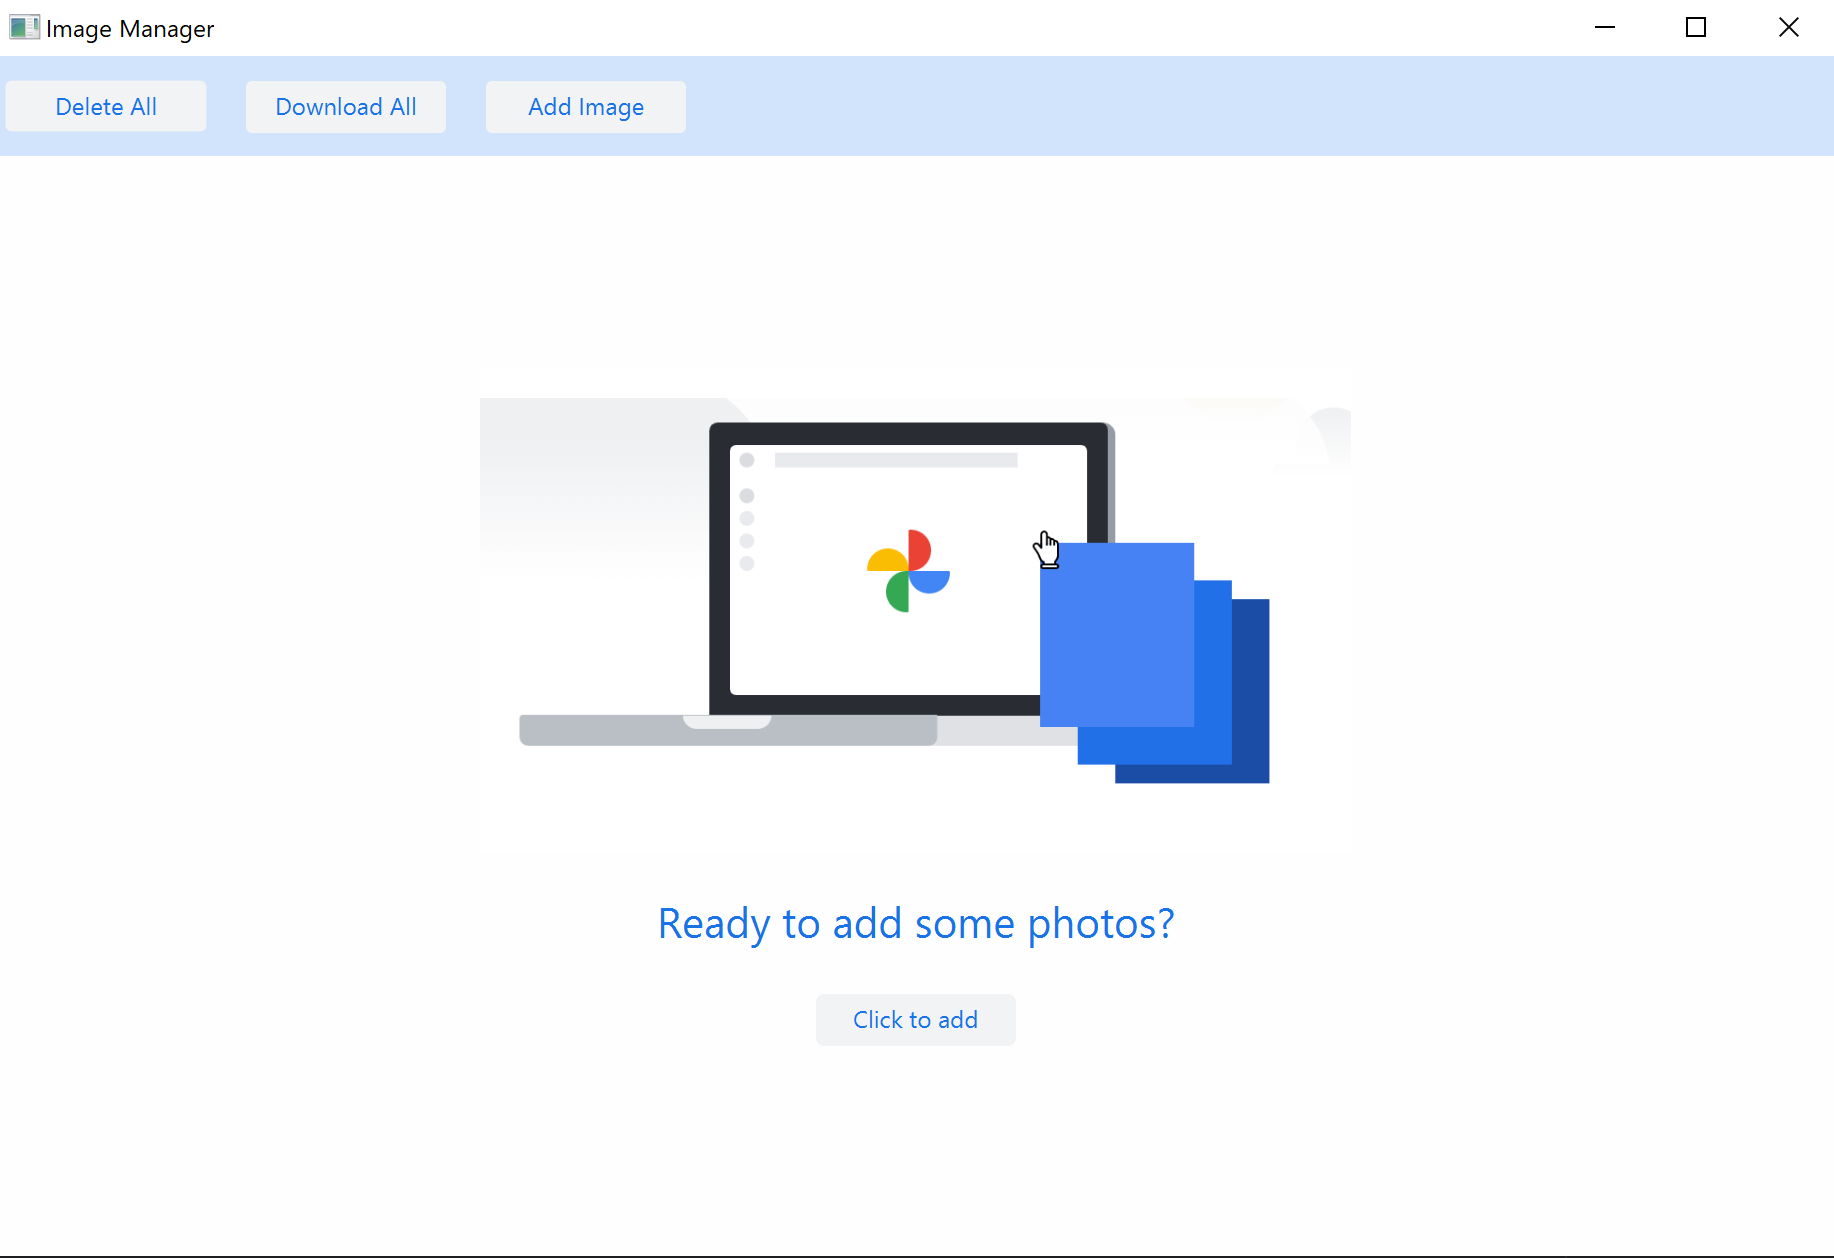 Image Manager
Delete All
Download All
Add Image
Ready to add some photos?
Click to add